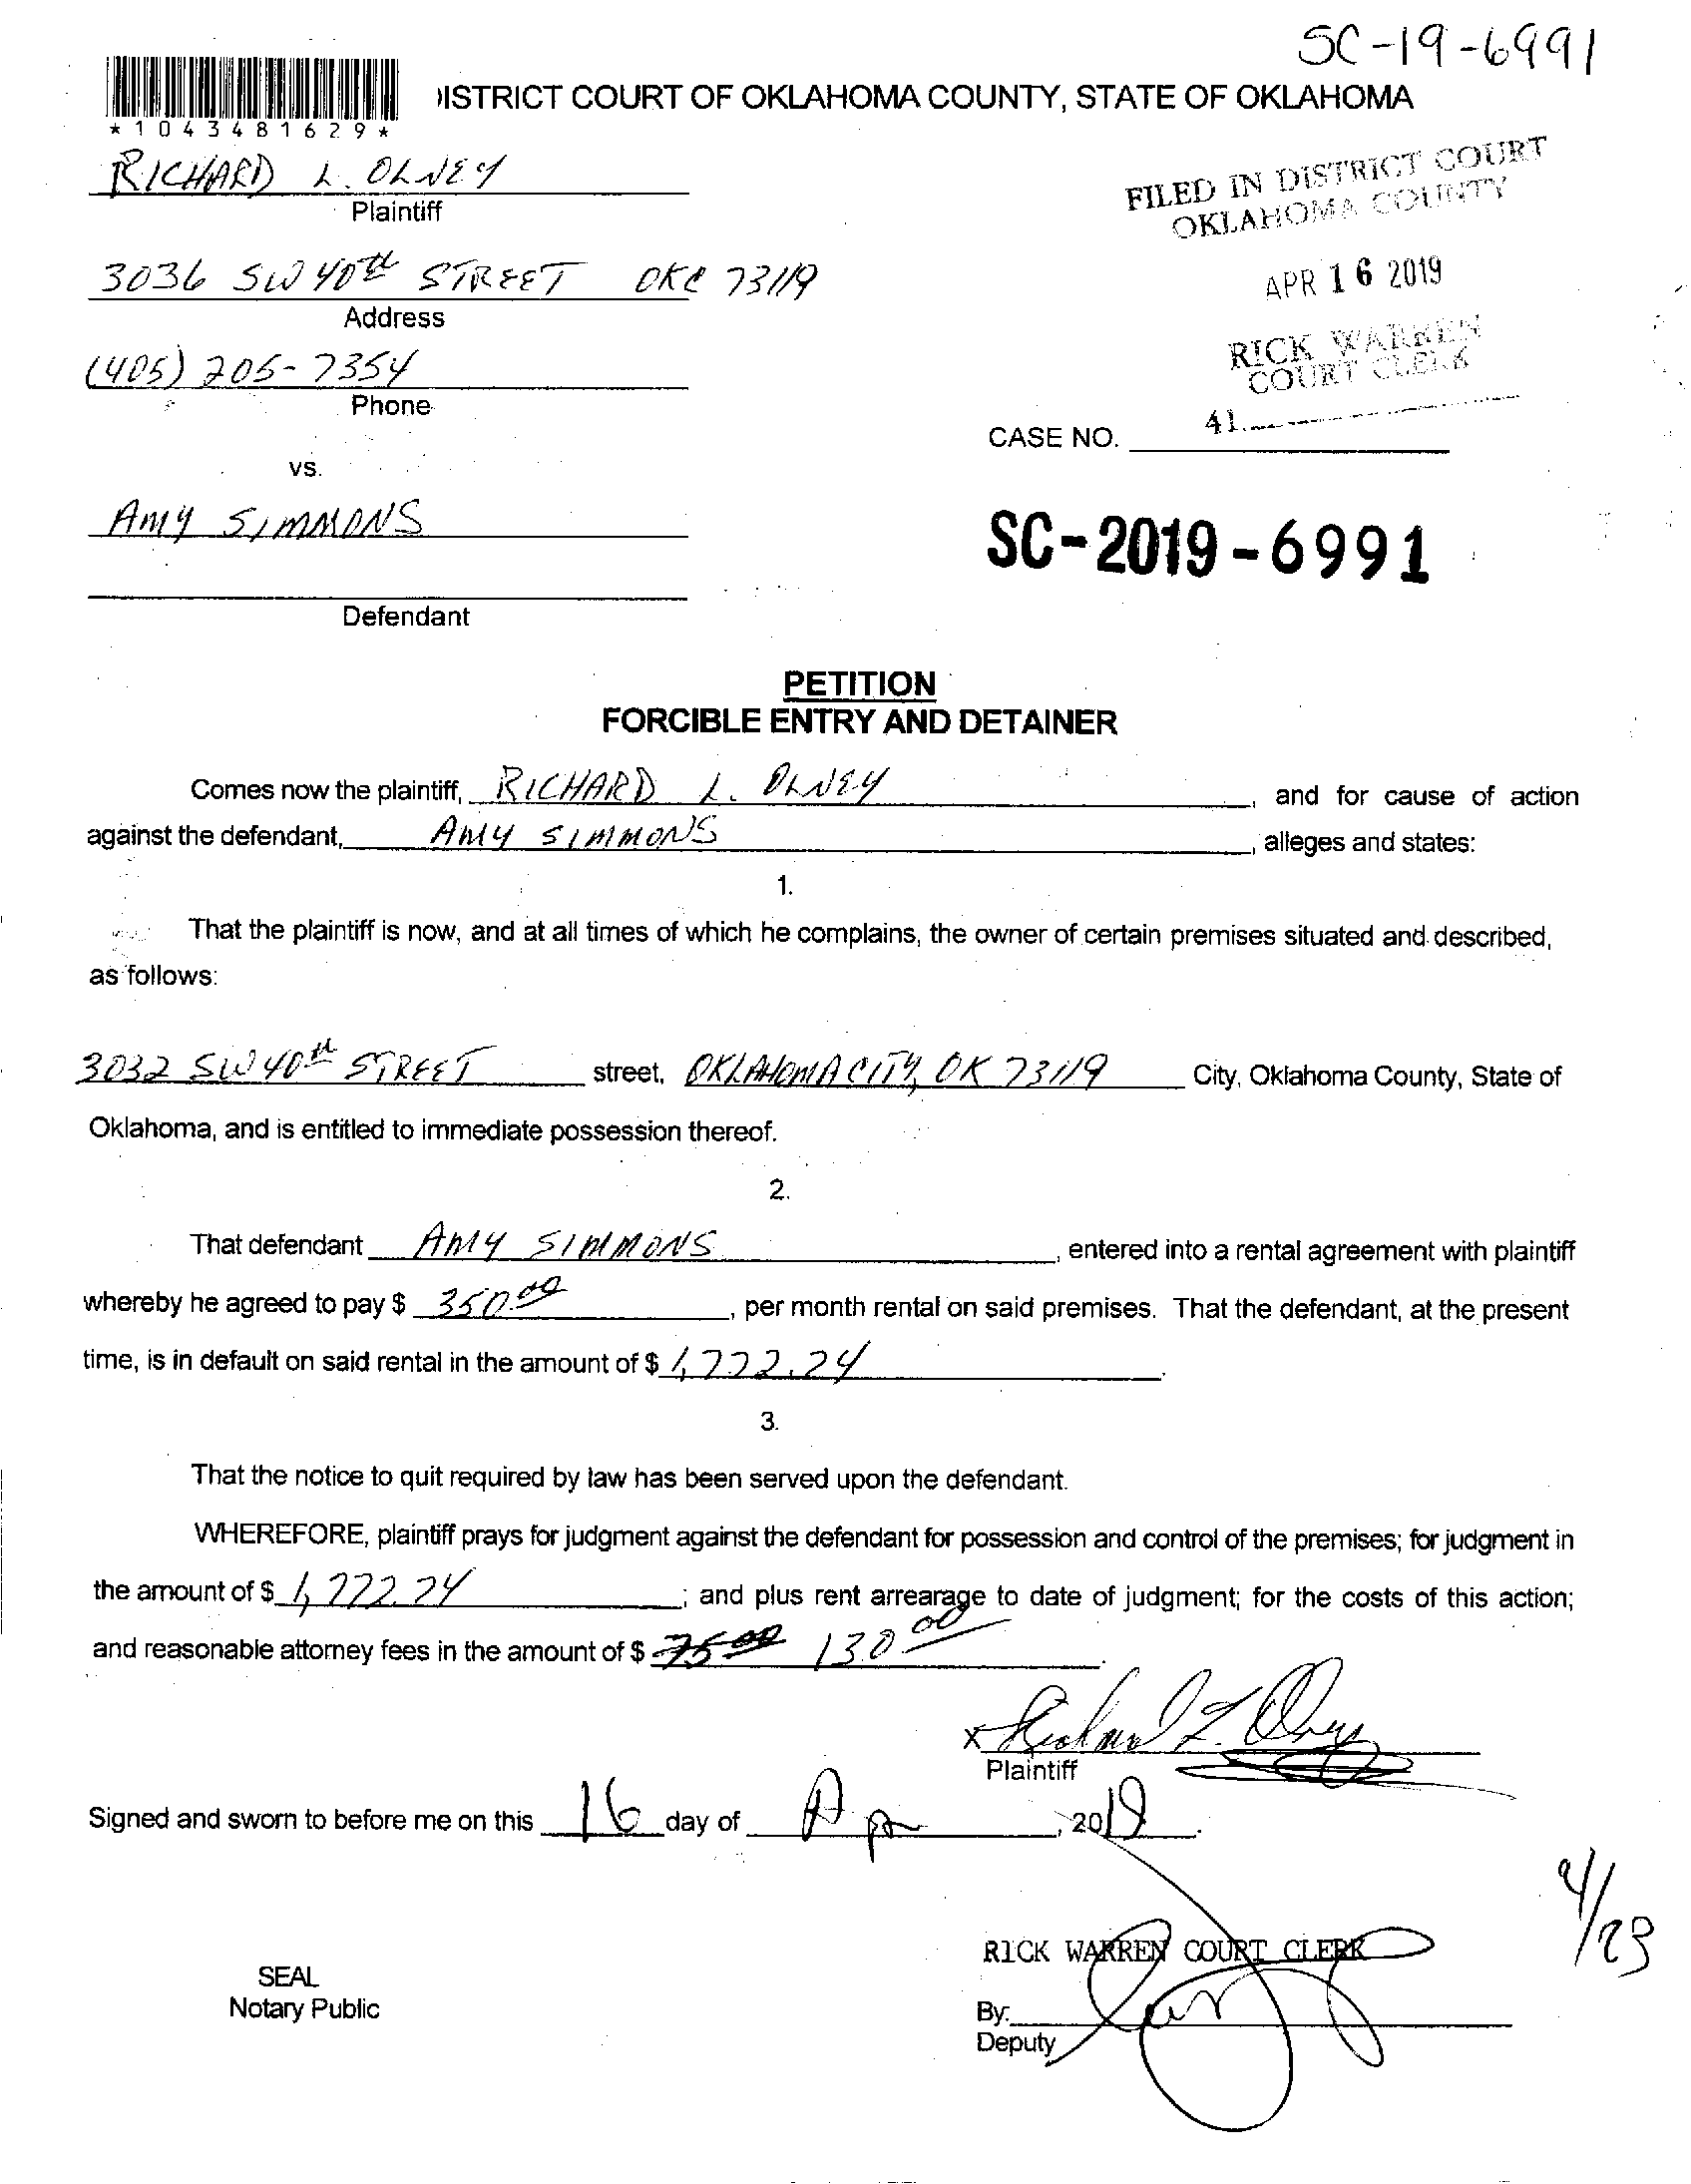 SC-19-6991
)ISTRICT COURT OF OKLAHOMA COUNTY, STATE OF OKLAHOMA
*1043481629*
RICHARD L. OLNEY
Plaintiff
FILED IN DISTRICT COURT
OKLAHOMA COUNTY
3036 SW 40TH STREET OKC 73119
Address
APR 16 2019
(405) 205-7354
Phone
RICK WARREN
COURT CLERK
41
CASE NO.
vs.
AMY SIMMONS
SC-2019-6991
Defendant
PETITION
FORCIBLE ENTRY AND DETAINER
Comes now the plaintiff, RICHARD L. OLNEY, and for cause of action
against the defendant, AMY SIMMONS, alleges and states:
1.
That the plaintiff is now, and at all times of which he complains, the owner of certain premises situated and described,
as follows:
3032 SW 40TH STREET street, OKLAHOMA CITY, OK 73119 City, Oklahoma County, State of
Oklahoma, and is entitled to immediate possession thereof.
2.
That defendant AMY SIMMONS, entered into a rental agreement with plaintiff
whereby he agreed to pay $ 350.00, per month rental on said premises. That the defendant, at the present
time, is in default on said rental in the amount of $ 1,772.24.
3.
That the notice to quit required by law has been served upon the defendant.
WHEREFORE, plaintiff prays for judgment against the defendant for possession and control of the premises; for judgment in
the amount of $ 1,772.24; and plus rent arrearage to date of judgment; for the costs of this action;
and reasonable attorney fees in the amount of $ 75.00 130.00.
x Richard L. Olney
Plaintiff
Signed and sworn to before me on this 16 day of Apr, 2019.
4/23
RICK WARREN COURT CLERK
SEAL
Notary Public
By:
Deputy